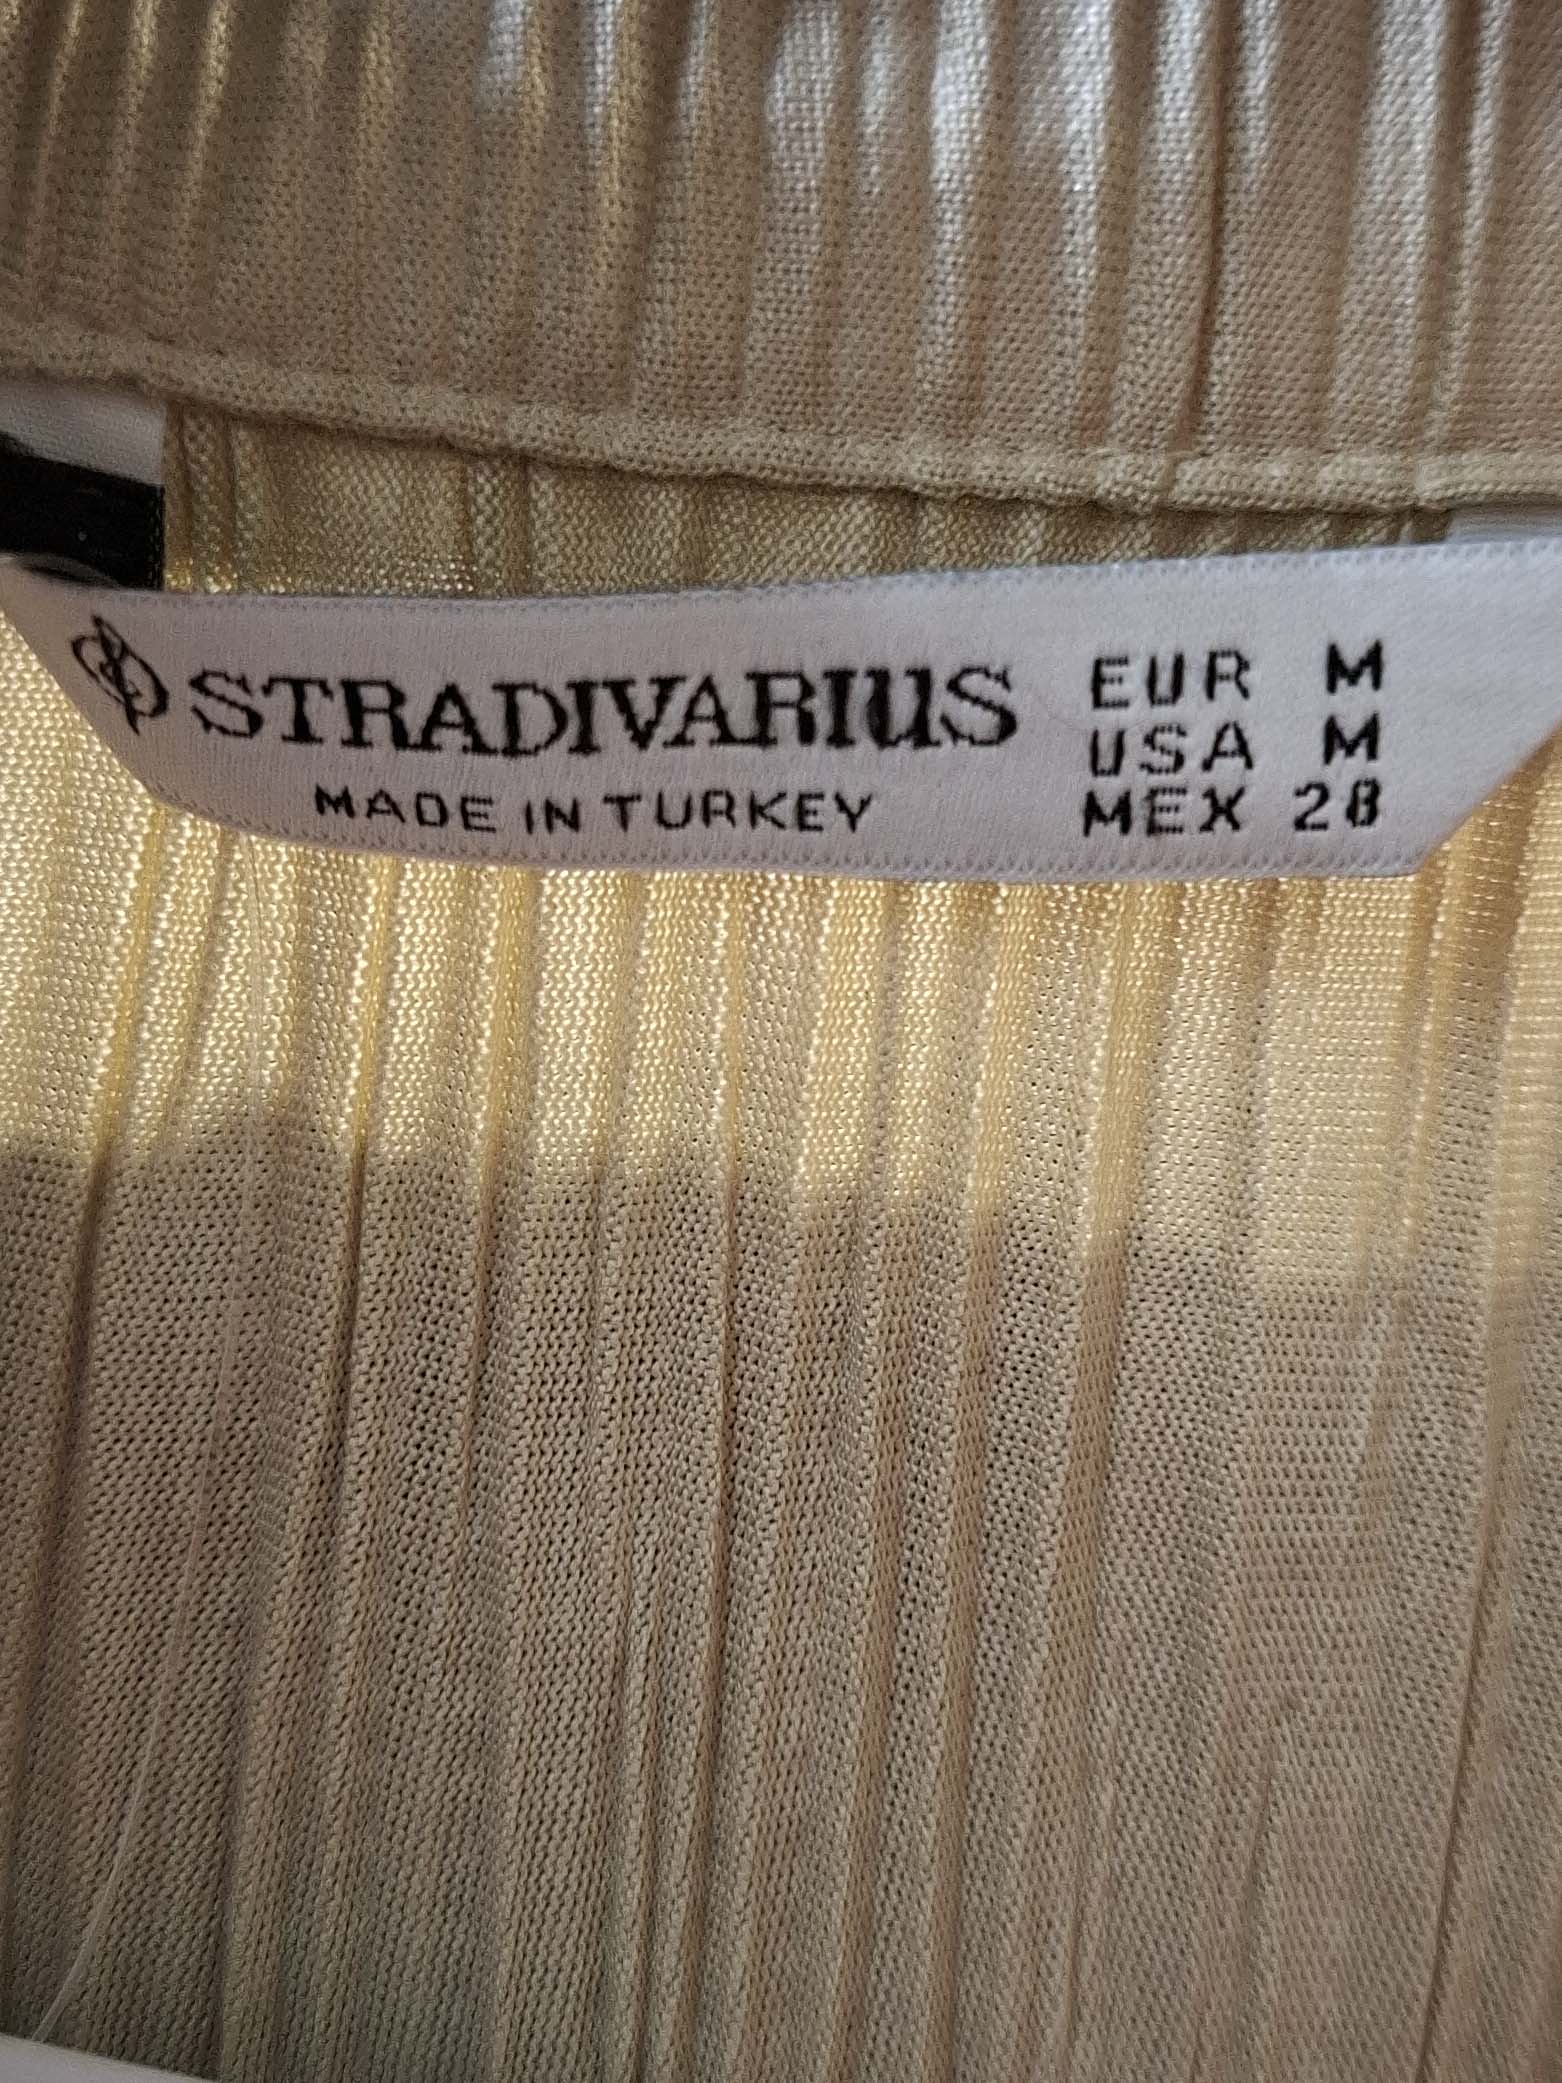 STRADIVARIUS
MADE IN TURKEY
EUR M
USA M
MEX 28